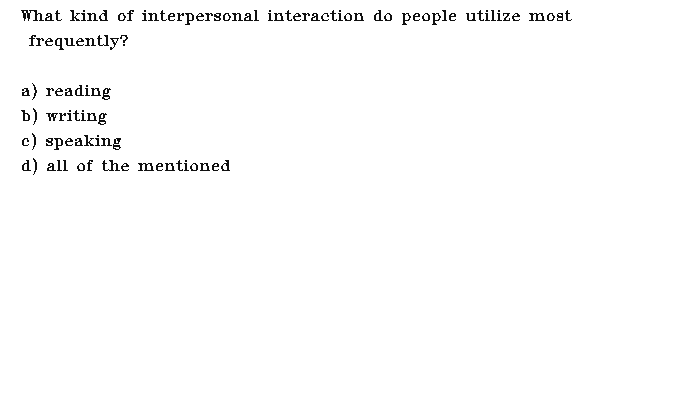 What kind of interpersonal interaction do people utilize most
frequently?
a) reading
b) writing
c) speaking
d) all of the mentioned